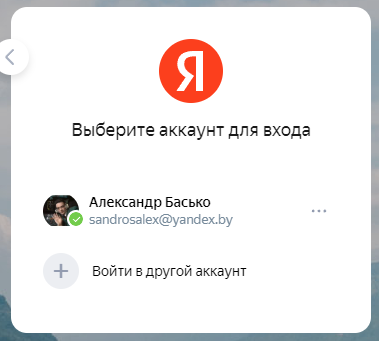 Я
Выберите аккаунт для входа
Александр Басько
sandrosalex@yandex.by
Войти в другой аккаунт